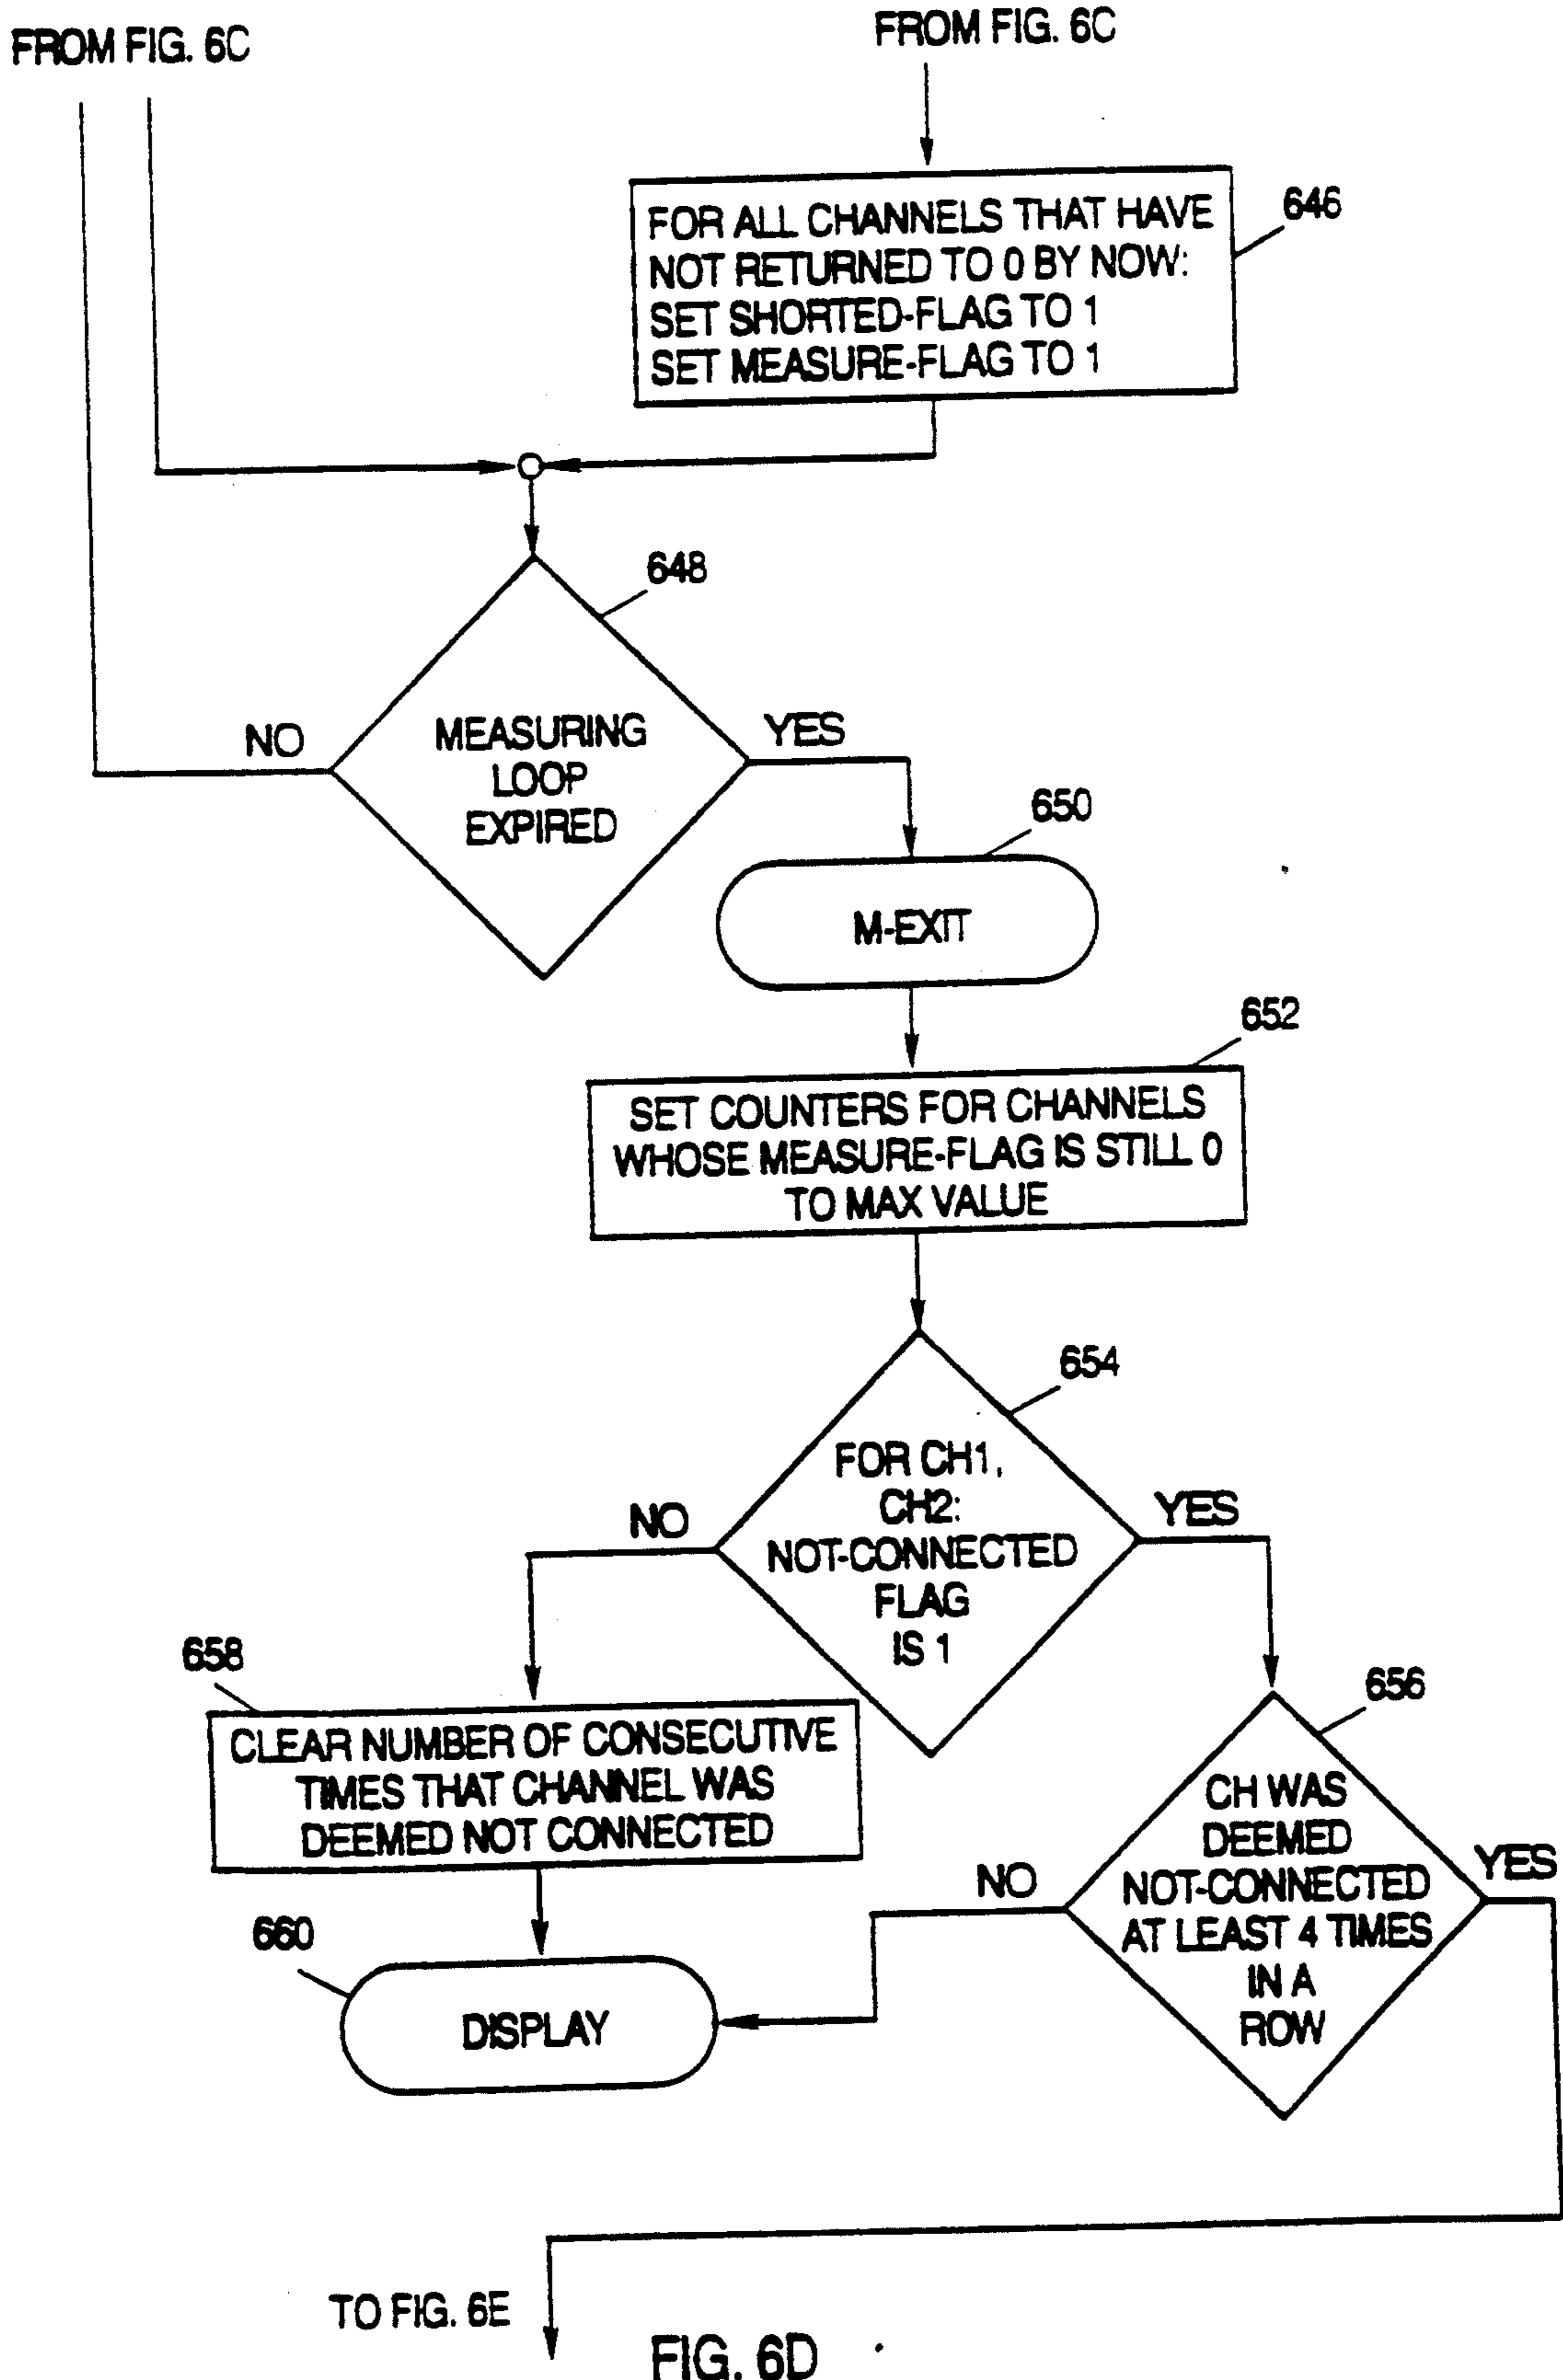 FROM FIG. 6C
FROM FIG. 6C
FOR ALL CHANNELS THAT HAVE
NOT RETURNED TO 0 BY NOW:
SET SHORTED-FLAG TO 1
SET MEASURE-FLAG TO 1
646
648
MEASURING
LOOP
EXPIRED
NO
YES
650
M-EXIT
652
SET COUNTERS FOR CHANNELS
WHOSE MEASURE-FLAG IS STILL 0
TO MAX VALUE
654
FOR CH1,
CH2:
NOT-CONNECTED
FLAG
IS 1
NO
YES
658
CLEAR NUMBER OF CONSECUTIVE
TIMES THAT CHANNEL WAS
DEEMED NOT CONNECTED
656
CH WAS
DEEMED
NOT-CONNECTED
AT LEAST 4 TIMES
IN A
ROW
NO
YES
660
DISPLAY
TO FIG. 6E
FIG. 6D